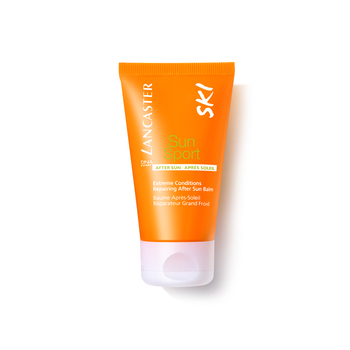 LANCASTER
SKI
Sun
Sport
AFTER SUN · APRÈS SOLEIL
Extreme Conditions
Repairing After Sun Balm
Baume Après-Soleil
Réparateur Grand Froid